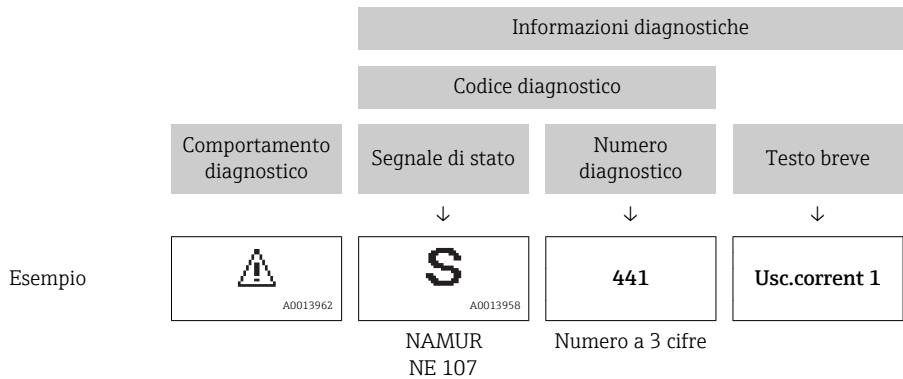 Informazioni diagnostiche
Codice diagnostico
Comportamento
diagnostico
Segnale di stato
Numero
diagnostico
Testo breve
↓ ↓ ↓
Esempio
A0013962
S
A0013958
441
Usc.corrent 1
NAMUR
NE 107
Numero a 3 cifre